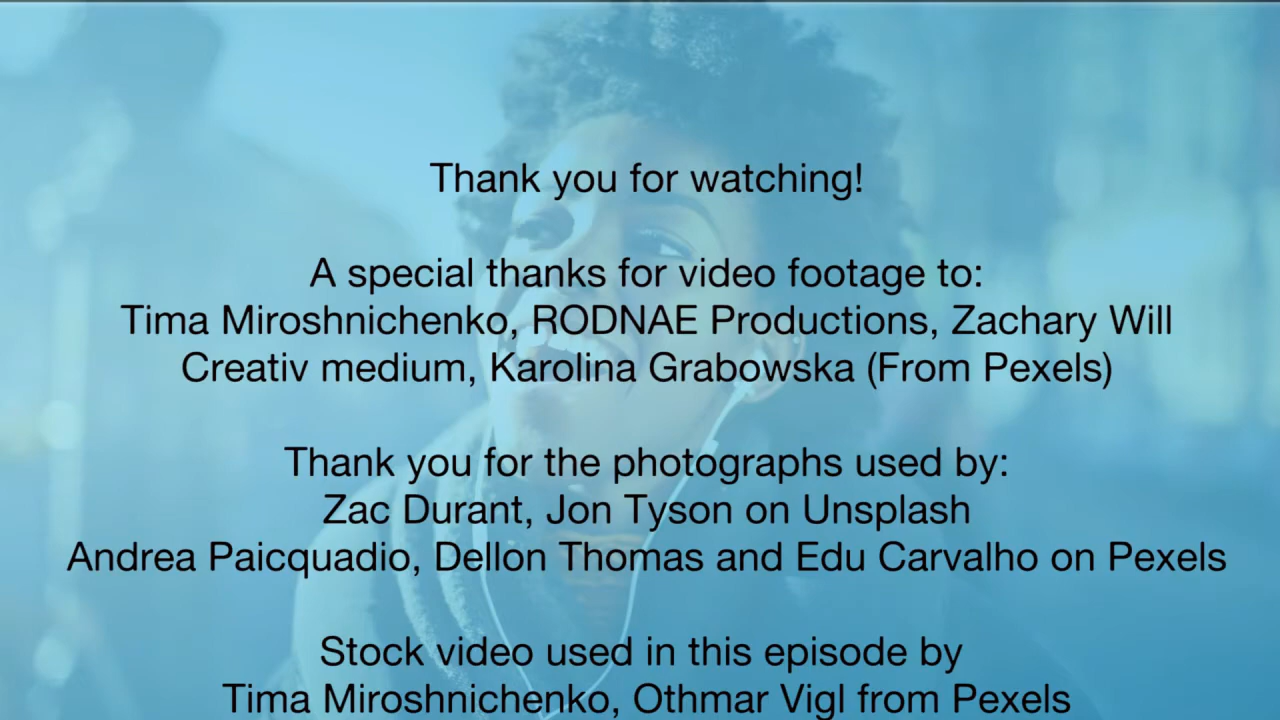 Thank you for watching!
A special thanks for video footage to:
Tima Miroshnichenko, RODNAE Productions, Zachary Will
Creativ medium, Karolina Grabowska (From Pexels)
Thank you for the photographs used by:
Zac Durant, Jon Tyson on Unsplash
Andrea Paicquadio, Dellon Thomas and Edu Carvalho on Pexels
Stock video used in this episode by
Tima Miroshnichenko, Othmar Vigl from Pexels